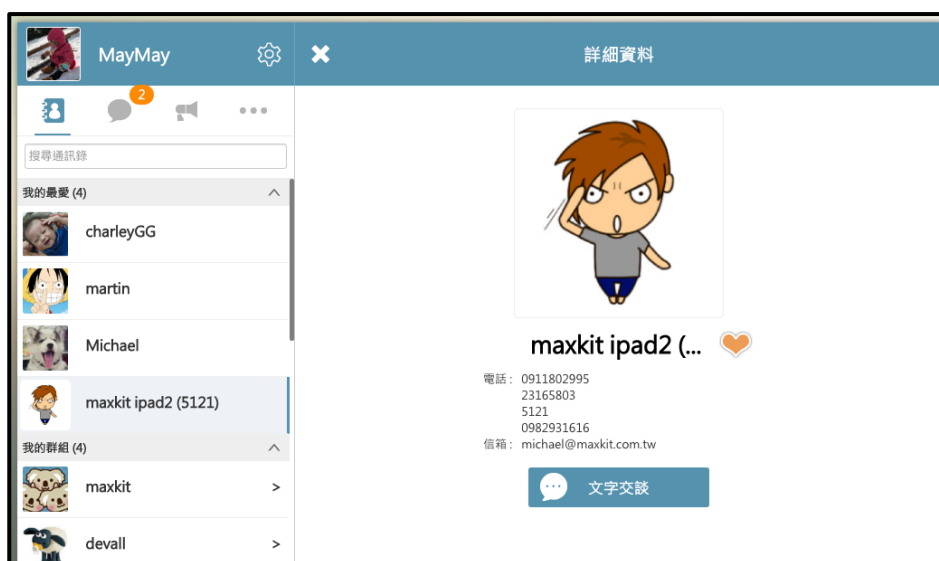 MayMay
詳細資料
2
搜尋通訊錄
我的最愛 (4)
charleyGG
martin
Michael
maxkit ipad2 (5121)
我的群組 (4)
maxkit
>
devall
>
maxkit ipad2 (...
電話： 0911802995
23165803
5121
0982931616
信箱： michael@maxkit.com.tw
文字交談